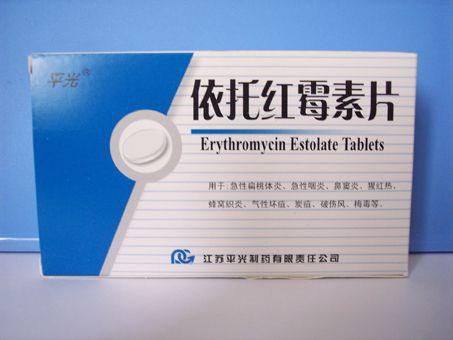 平光®
依托红霉素片
Erythromycin Estolate Tablets
用于:急性扁桃体炎、急性咽炎、鼻窦炎、猩红热、
蜂窝织炎、气性坏疽、炭疽、破伤风、梅毒等。
PG 江苏平光制药有限责任公司